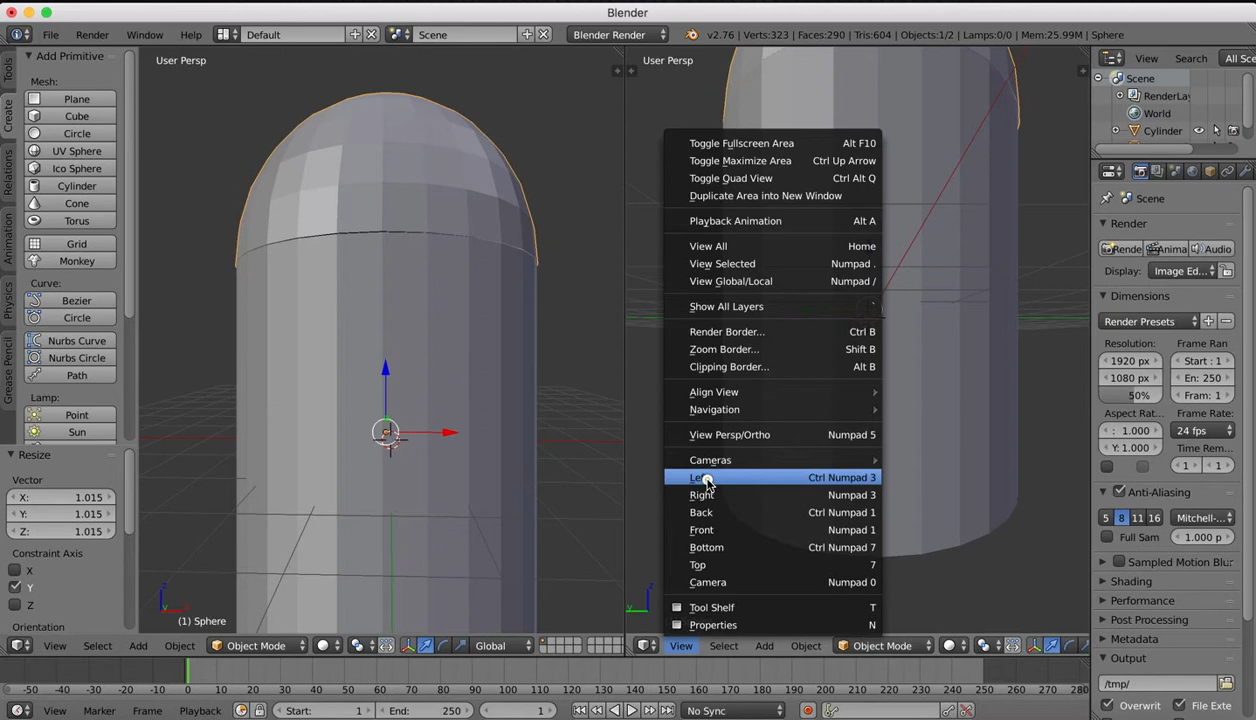 Blender
File Render Window Help Default Scene Blender Render v2.76 | Verts:323 | Faces:290 | Tris:604 | Objects:1/2 | Lamps:0/0 | Mem:25.99M | Sphere
Tools
Create
Relations
Animation
Physics
Grease Pencil
Add Primitive
Mesh:
Plane
Cube
Circle
UV Sphere
Ico Sphere
Cylinder
Cone
Torus
Grid
Monkey
Curve:
Bezier
Circle
Nurbs Curve
Nurbs Circle
Path
Lamp:
Point
Sun
Resize
Vector
X: 1.015
Y: 1.015
Z: 1.015
Constraint Axis
X
Y
Z
Orientation
User Persp
(1) Sphere
View Select Add Object Object Mode Global
User Persp
Toggle Fullscreen Area Alt F10
Toggle Maximize Area Ctrl Up Arrow
Toggle Quad View Ctrl Alt Q
Duplicate Area into New Window
Playback Animation Alt A
View All Home
View Selected Numpad .
View Global/Local Numpad /
Show All Layers `
Render Border... Ctrl B
Zoom Border... Shift B
Clipping Border... Alt B
Align View
Navigation
View Persp/Ortho Numpad 5
Cameras
Ctrl Numpad 3
Right Numpad 3
Back Ctrl Numpad 1
Front Numpad 1
Bottom Ctrl Numpad 7
Top 7
Camera Numpad 0
Tool Shelf T
Properties N
View Select Add Object Object Mode
View Search All Sce
Scene
RenderLay
World
Cylinder
Scene
Render
Rende Anima Audio
Display: Image Ed...
Dimensions
Render Presets
Resolution: Frame Ran
1920 px Start : 1
1080 px En: 250
50% Fram: 1
Aspect Rat Frame Rate:
: 1.000 24 fps
: 1.000 Time Rem
1 1
Anti-Aliasing
5 8 11 16 Mitchell-...
Full Sam 1.000 p
Sampled Motion Blur
Shading
Performance
Post Processing
Metadata
Output
/tmp/
Overwrit File Exte
-50 -40 -30 -20 -10 0 10 20 30 40 50 60 70 80 90 100 110 120 130 140 150 160 170 180 190 200 210 220 230 240 250 260 270 280
View Marker Frame Playback Start: 1 End: 250 1 No Sync